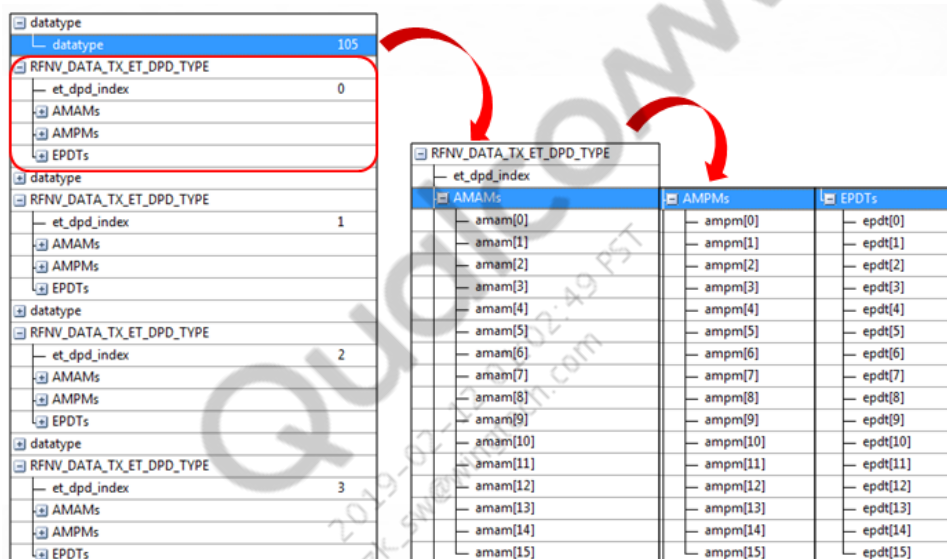 datatype
datatype 105
RFNV_DATA_TX_ET_DPD_TYPE
et_dpd_index 0
AMAMs
AMPMs
EPDTs
datatype
RFNV_DATA_TX_ET_DPD_TYPE
et_dpd_index 1
AMAMs
AMPMs
EPDTs
datatype
RFNV_DATA_TX_ET_DPD_TYPE
et_dpd_index 2
AMAMs
AMPMs
EPDTs
datatype
RFNV_DATA_TX_ET_DPD_TYPE
et_dpd_index 3
AMAMs
AMPMs
EPDTs
RFNV_DATA_TX_ET_DPD_TYPE
et_dpd_index
AMAMs AMPMs EPDTs
amam[0] ampm[0] epdt[0]
amam[1] ampm[1] epdt[1]
amam[2] ampm[2] epdt[2]
amam[3] ampm[3] epdt[3]
amam[4] ampm[4] epdt[4]
amam[5] ampm[5] epdt[5]
amam[6] ampm[6] epdt[6]
amam[7] ampm[7] epdt[7]
amam[8] ampm[8] epdt[8]
amam[9] ampm[9] epdt[9]
amam[10] ampm[10] epdt[10]
amam[11] ampm[11] epdt[11]
amam[12] ampm[12] epdt[12]
amam[13] ampm[13] epdt[13]
amam[14] ampm[14] epdt[14]
amam[15] ampm[15] epdt[15]
Qualcomm
PST